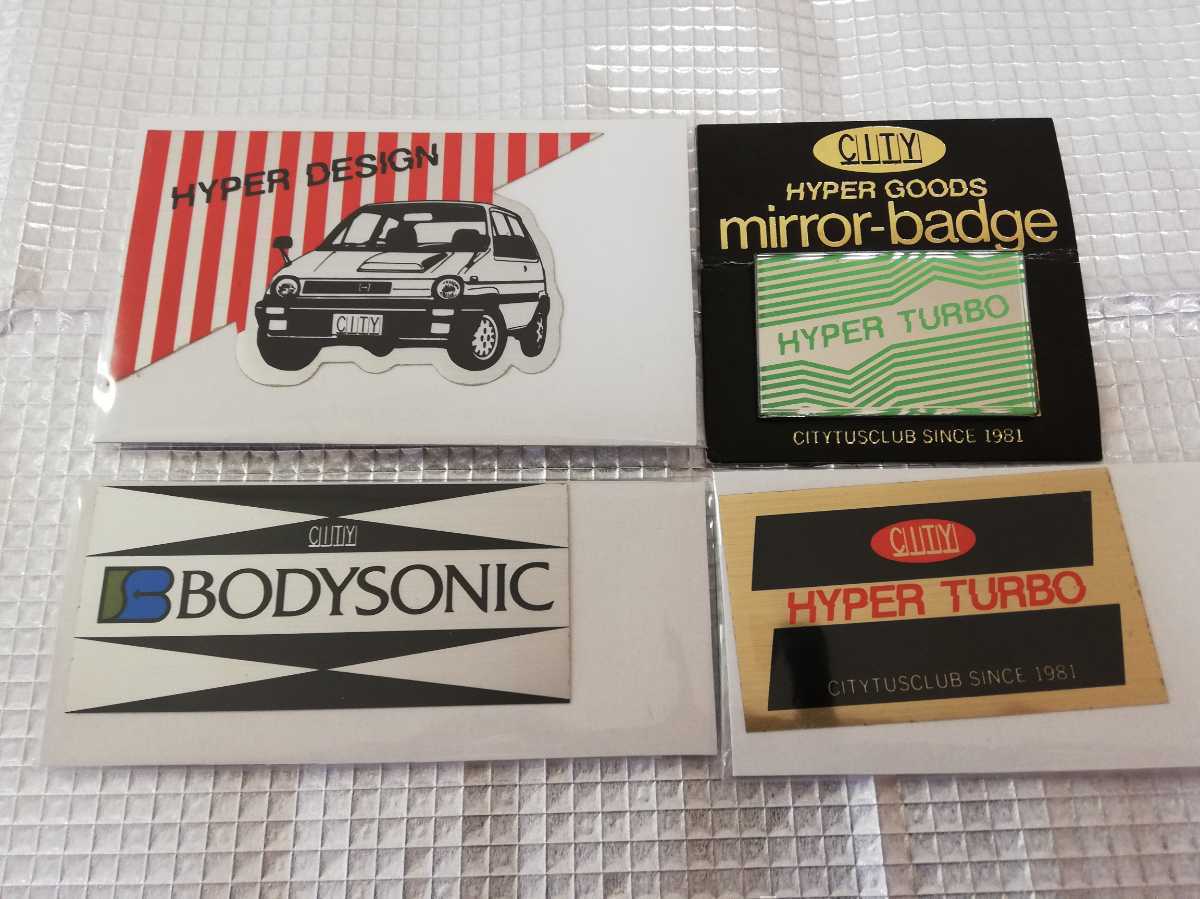 HYPER DESIGN
CITY
CITY
HYPER GOODS
mirror-badge
HYPER TURBO
CITYTUSCLUB SINCE 1981
CITY
BODYSONIC
CITY
HYPER TURBO
CITYTUSCLUB SINCE 1981